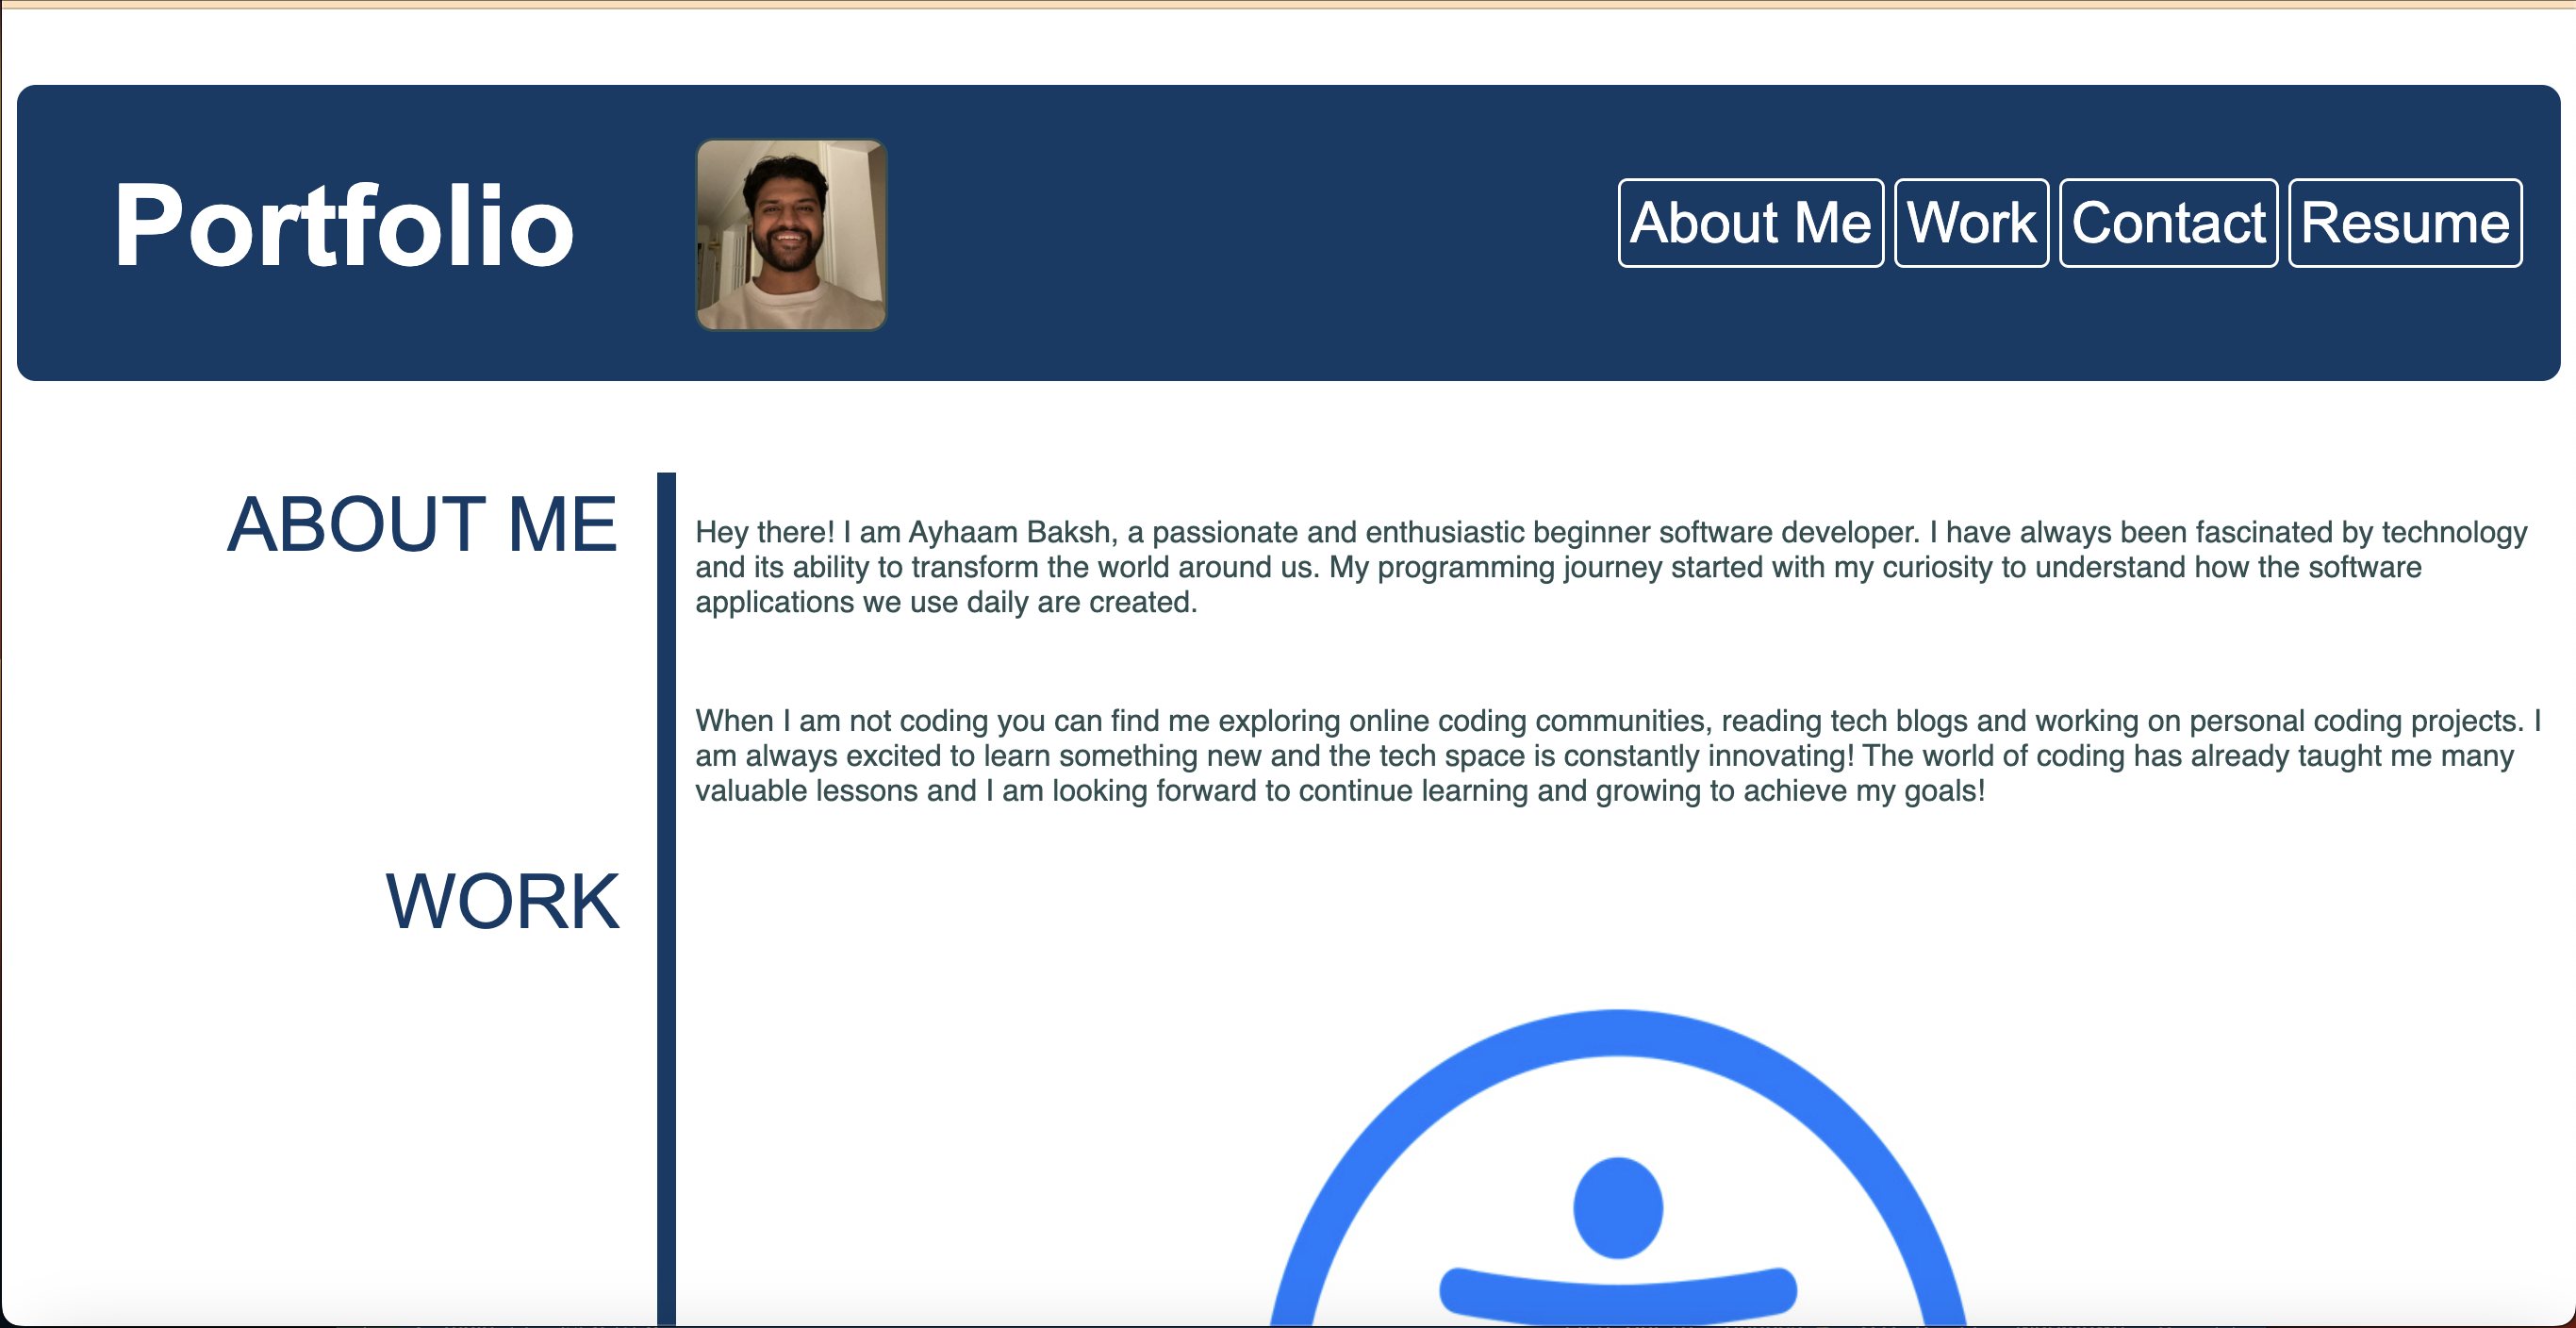 Portfolio
About Me Work Contact Resume
ABOUT ME
Hey there! I am Ayhaam Baksh, a passionate and enthusiastic beginner software developer. I have always been fascinated by technology
and its ability to transform the world around us. My programming journey started with my curiosity to understand how the software
applications we use daily are created.
When I am not coding you can find me exploring online coding communities, reading tech blogs and working on personal coding projects. I
am always excited to learn something new and the tech space is constantly innovating! The world of coding has already taught me many
valuable lessons and I am looking forward to continue learning and growing to achieve my goals!
WORK